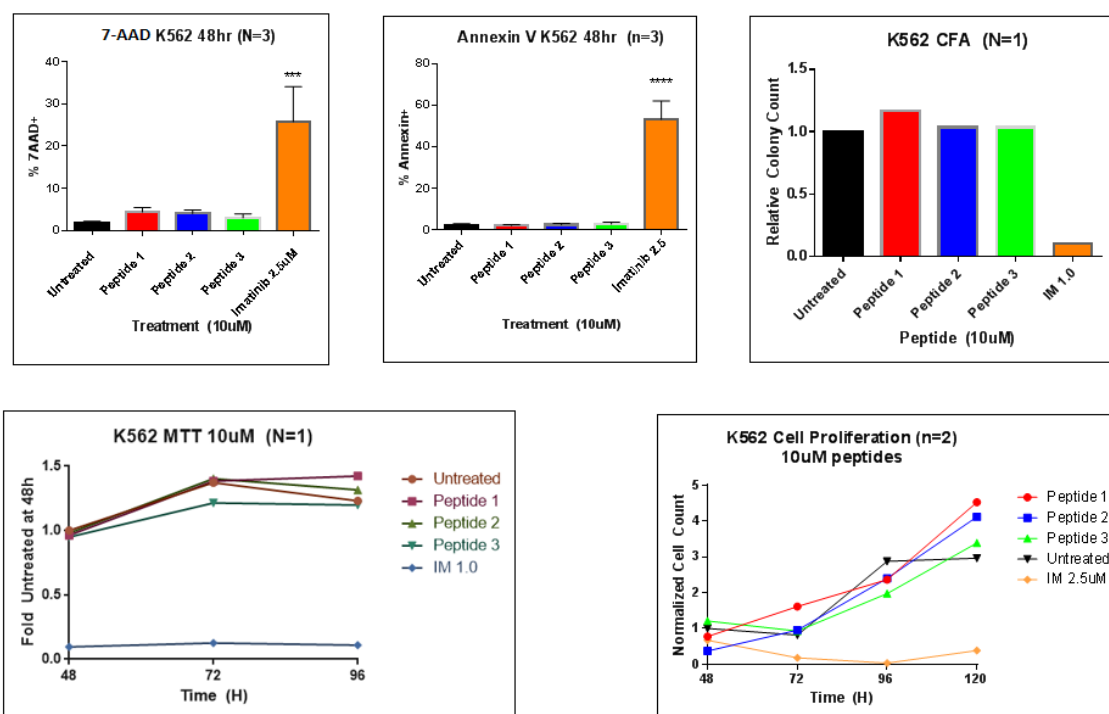 7-AAD K562 48hr (N=3)
***
40
30
20
10
0
% 7AAD+
Untreated
Peptide 1
Peptide 2
Peptide 3
Imatinib 2.5uM
Treatment (10uM)
Annexin V K562 48hr (n=3)
****
80
60
40
20
0
% Annexin+
Untreated
Peptide 1
Peptide 2
Peptide 3
Imatinib 2.5
Treatment (10uM)
K562 CFA (N=1)
1.5
1.0
0.5
0.0
Relative Colony Count
Untreated
Peptide 1
Peptide 2
Peptide 3
IM 1.0
Peptide (10uM)
K562 MTT 10uM (N=1)
1.5
1.0
0.5
0.0
Fold Untreated at 48h
48
72
96
Time (H)
Untreated
Peptide 1
Peptide 2
Peptide 3
IM 1.0
K562 Cell Proliferation (n=2)
10uM peptides
5
4
3
2
1
0
Normalized Cell Count
48
72
96
120
Time (H)
Peptide 1
Peptide 2
Peptide 3
Untreated
IM 2.5uM